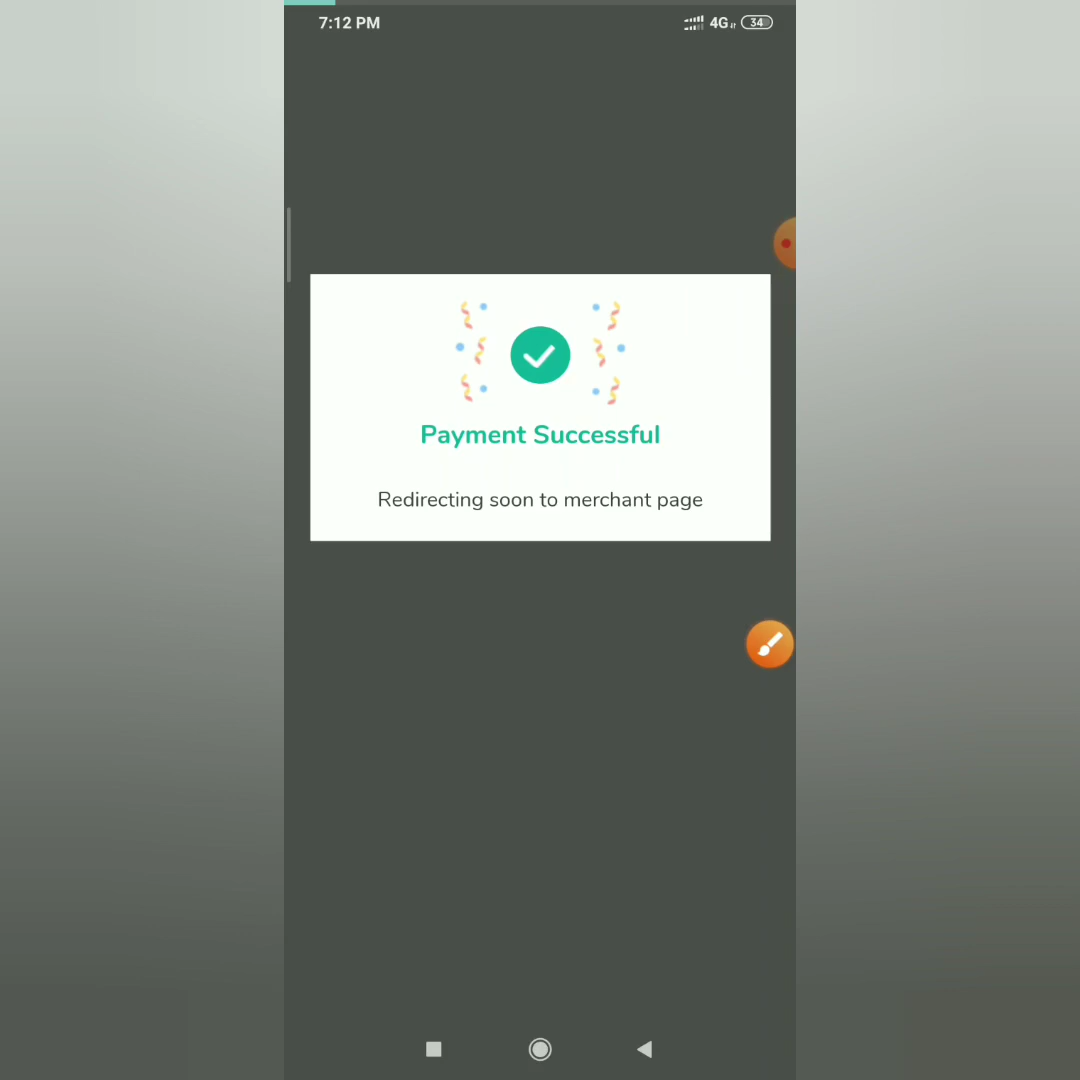 7:12 PM
4G
34
Payment Successful
Redirecting soon to merchant page